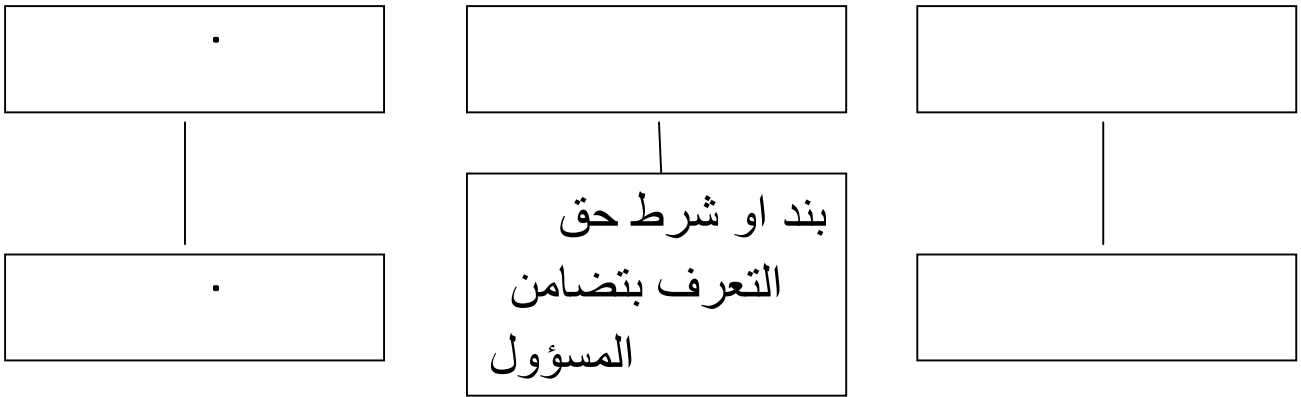 .
بند او شرط حق
التعرف بتضامن
المسؤول
.